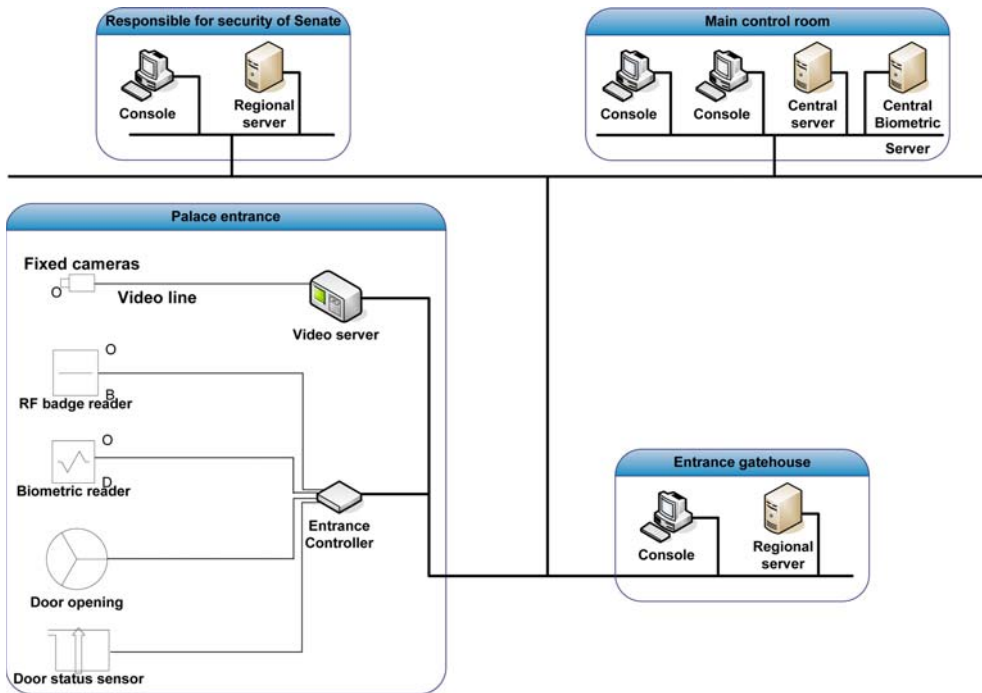 Responsible for security of Senate
Console
Regional
server
Main control room
Console
Console
Central
server
Central
Biometric
Server
Palace entrance
Fixed cameras
O
Video line
Video server
O
B
RF badge reader
O
D
Biometric reader
Entrance
Controller
Door opening
Door status sensor
Entrance gatehouse
Console
Regional
server